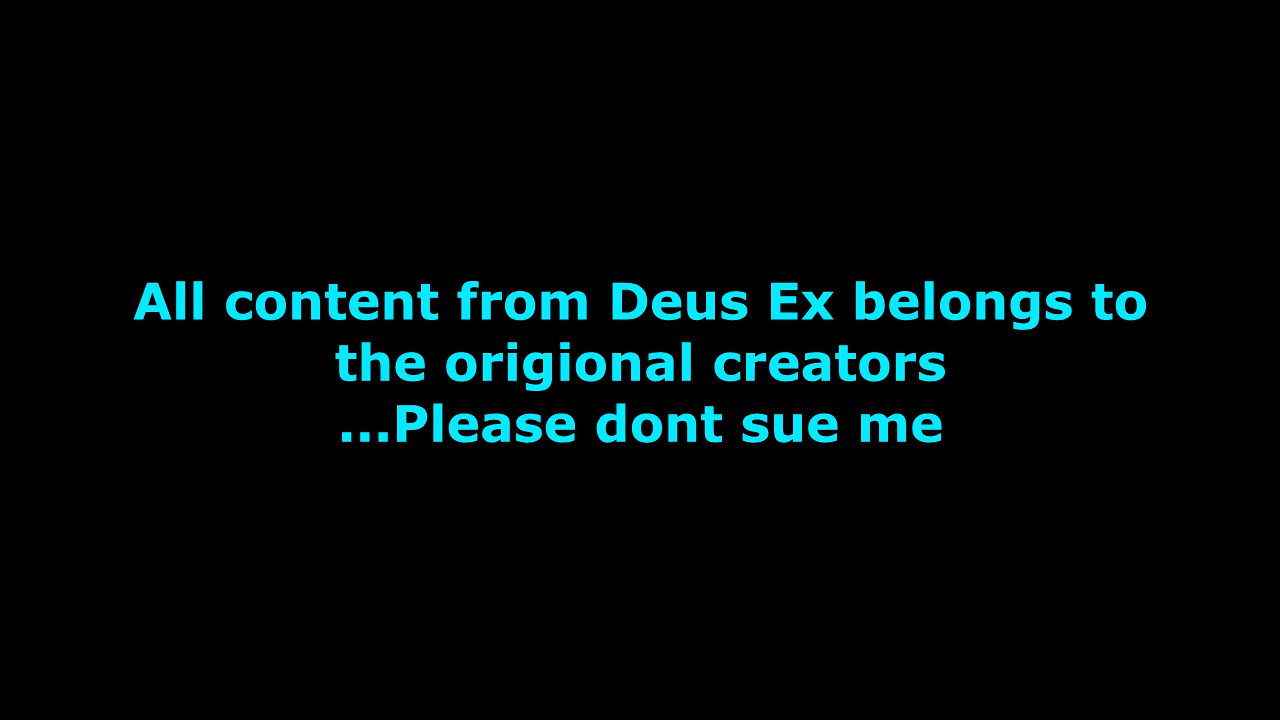 All content from Deus Ex belongs to
the origional creators
...Please dont sue me